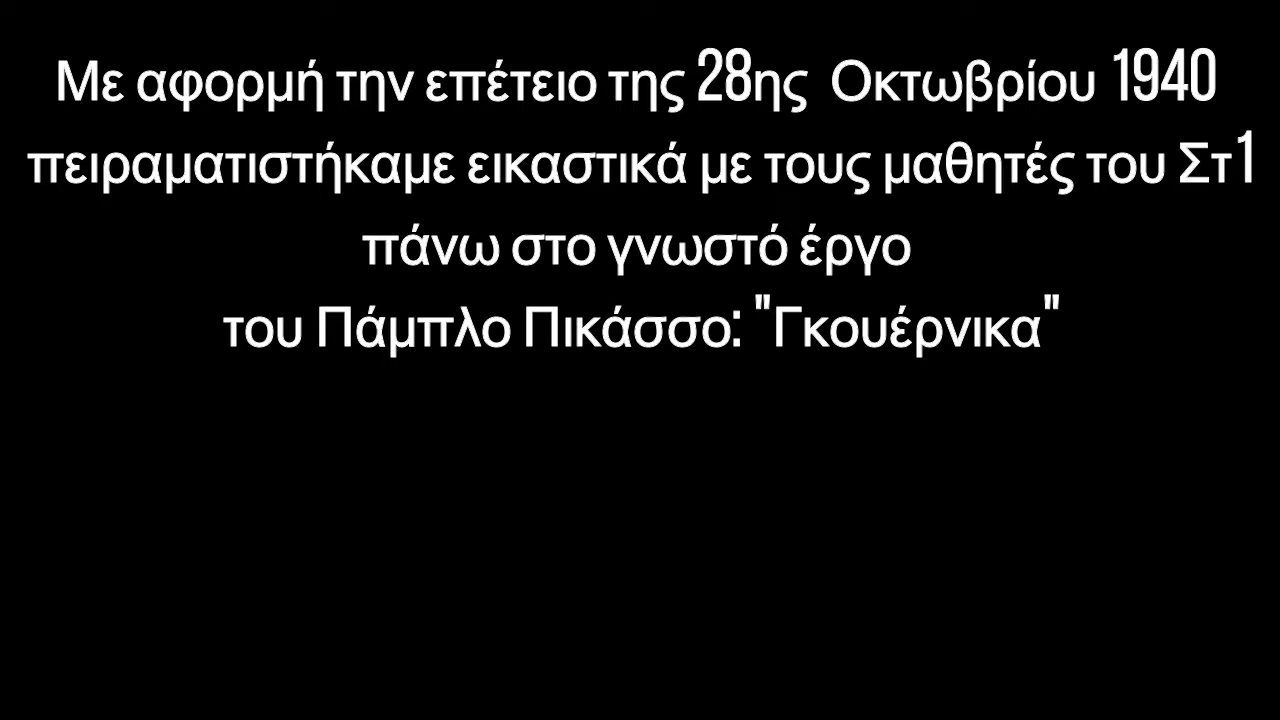 Με αφορμή την επέτειο της 28ης Οκτωβρίου 1940
πειραματιστήκαμε εικαστικά με τους μαθητές του Στ1
πάνω στο γνωστό έργο
του Πάμπλο Πικάσσο: "Γκουέρνικα"